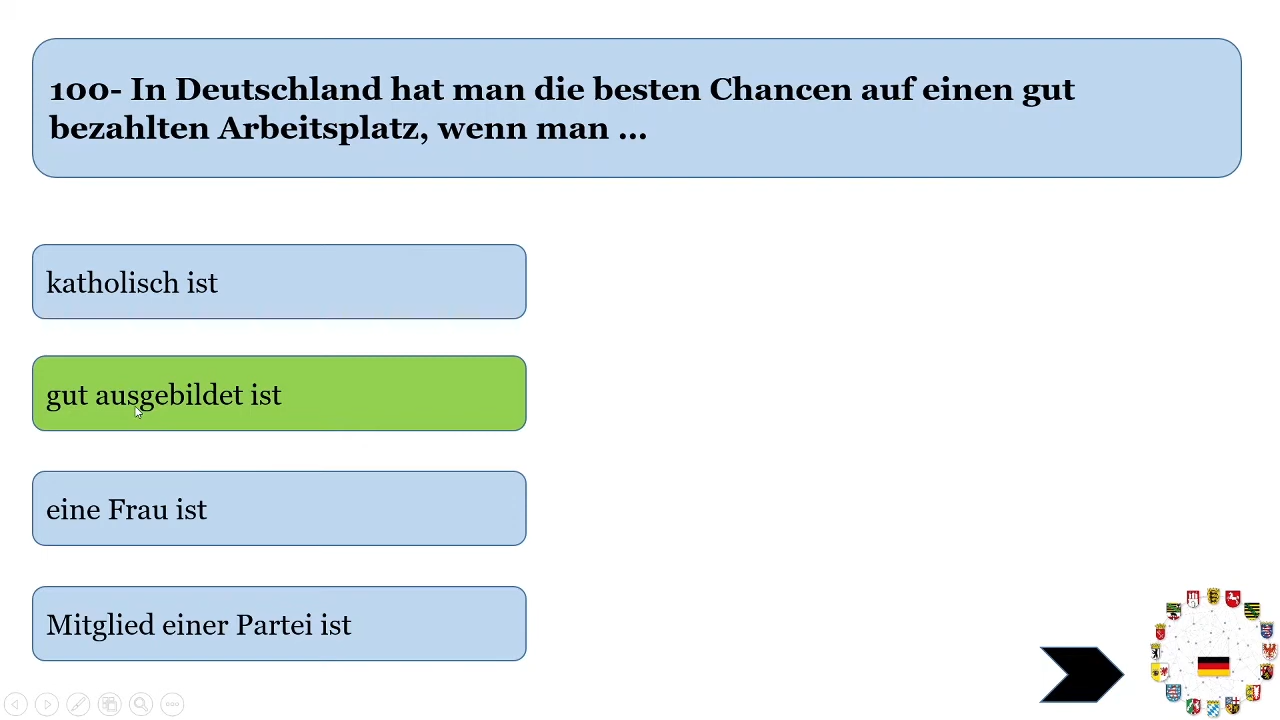 100- In Deutschland hat man die besten Chancen auf einen gut
bezahlten Arbeitsplatz, wenn man ...
katholisch ist
gut ausgebildet ist
eine Frau ist
Mitglied einer Partei ist